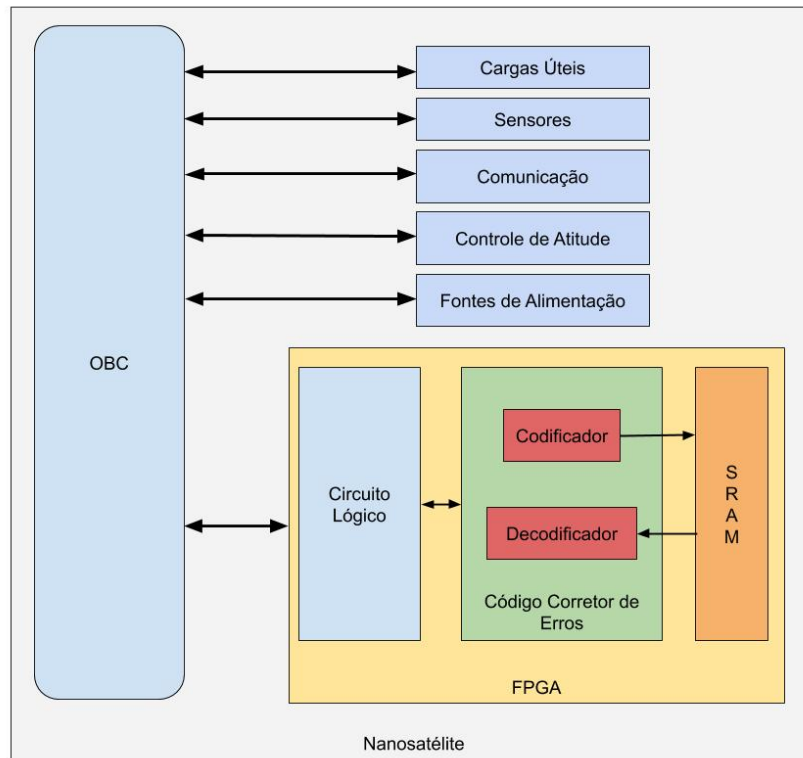 Cargas Úteis
Sensores
Comunicação
Controle de Atitude
Fontes de Alimentação
OBC
Circuito
Lógico
Codificador
Decodificador
Código Corretor de
Erros
S
R
A
M
FPGA
Nanosatélite